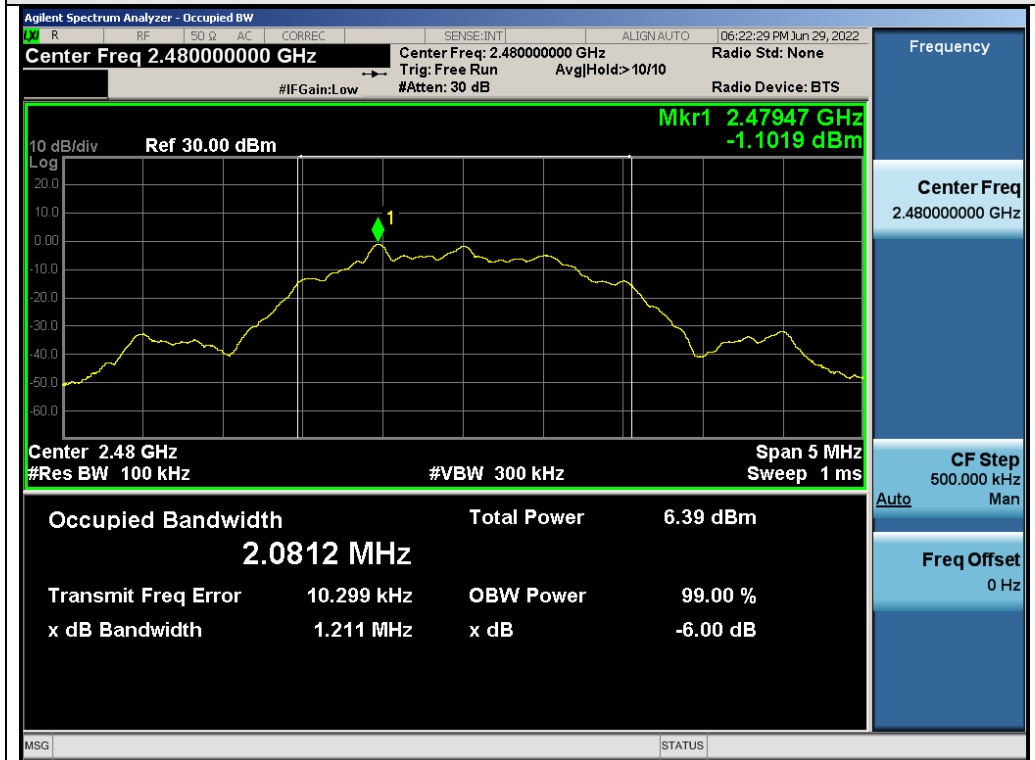 Agilent Spectrum Analyzer - Occupied BW
LXI R RF 50 Ω AC CORREC SENSE:INT ALIGN AUTO 06:22:29 PM Jun 29, 2022
Center Freq 2.480000000 GHz Center Freq: 2.480000000 GHz Radio Std: None
Trig: Free Run Avg|Hold:> 10/10
#IFGain:Low #Atten: 30 dB Radio Device: BTS
Mkr1 2.47947 GHz
-1.1019 dBm
10 dB/div Ref 30.00 dBm
Log
20.0
10.0
1
0.00
-10.0
-20.0
-30.0
-40.0
-50.0
-60.0
Center 2.48 GHz Span 5 MHz
#Res BW 100 kHz #VBW 300 kHz Sweep 1 ms
Occupied Bandwidth Total Power 6.39 dBm
2.0812 MHz
Transmit Freq Error 10.299 kHz OBW Power 99.00 %
x dB Bandwidth 1.211 MHz x dB -6.00 dB
MSG STATUS
Frequency
Center Freq
2.480000000 GHz
CF Step
500.000 kHz
Auto Man
Freq Offset
0 Hz